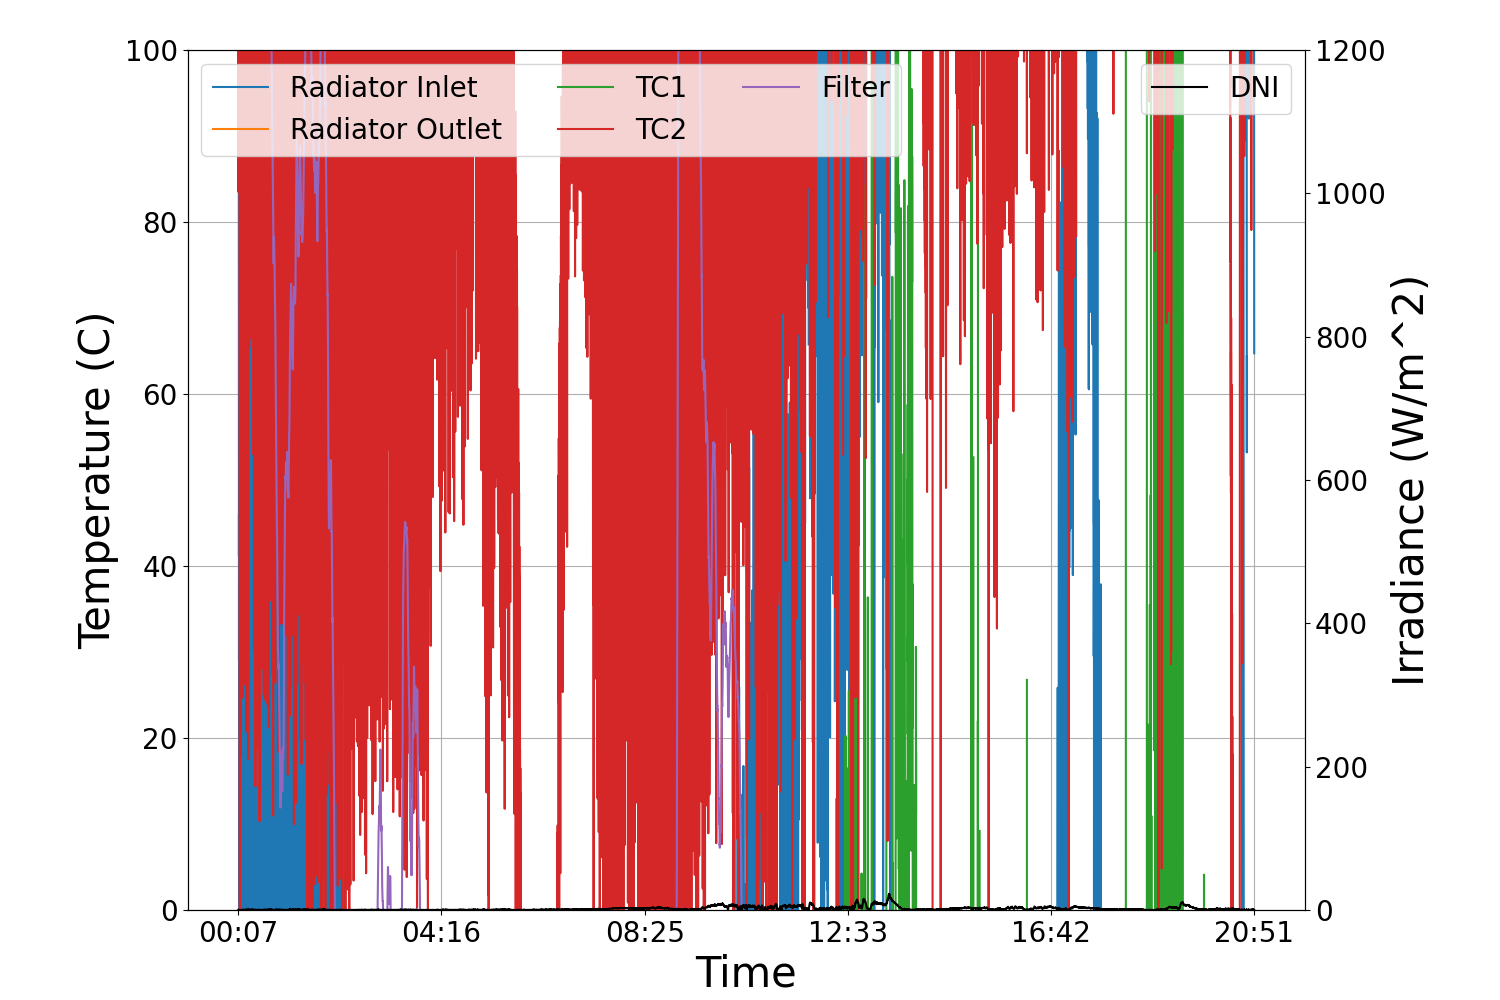 100
80
60
40
20
0
Temperature (C)
Radiator Inlet
Radiator Outlet
TC1
TC2
Filter
DNI
1200
1000
800
600
400
200
0
Irradiance (W/m^2)
00:07 04:16 08:25 12:33 16:42 20:51
Time